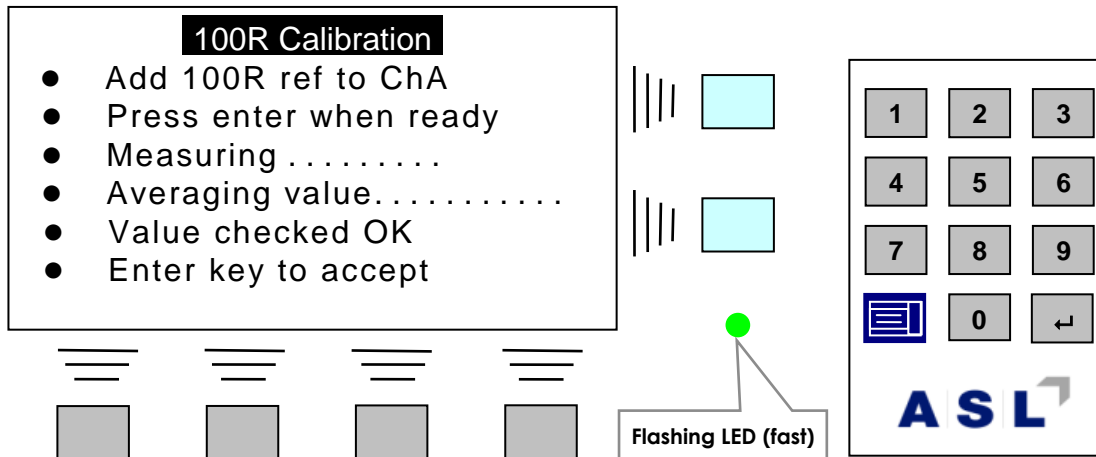 100R Calibration
● Add 100R ref to ChA
● Press enter when ready
● Measuring . . . . . . . . .
● Averaging value. . . . . . . . . . .
● Value checked OK
● Enter key to accept
Flashing LED (fast)
1 2 3
4 5 6
7 8 9
0 ↵
ASL